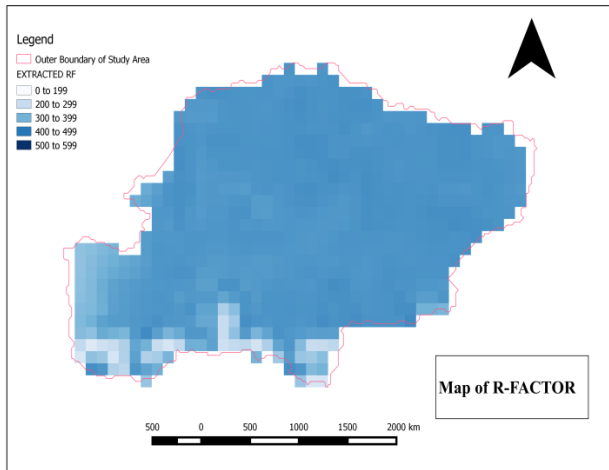 Legend
Outer Boundary of Study Area
EXTRACTED RF
0 to 199
200 to 299
300 to 399
400 to 499
500 to 599
Map of R-FACTOR
500 0 500 1000 1500 2000 km